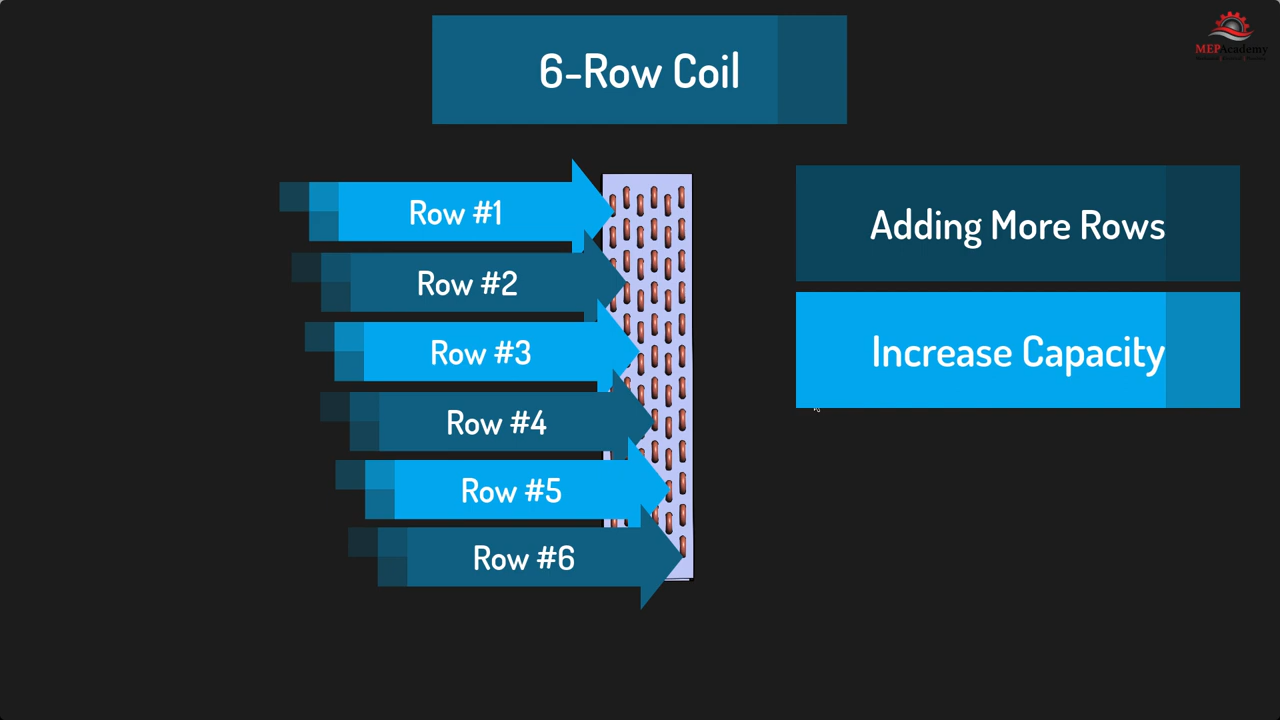 6-Row Coil
MEPAcademy
Row #1
Adding More Rows
Row #2
Row #3
Increase Capacity
Row #4
Row #5
Row #6